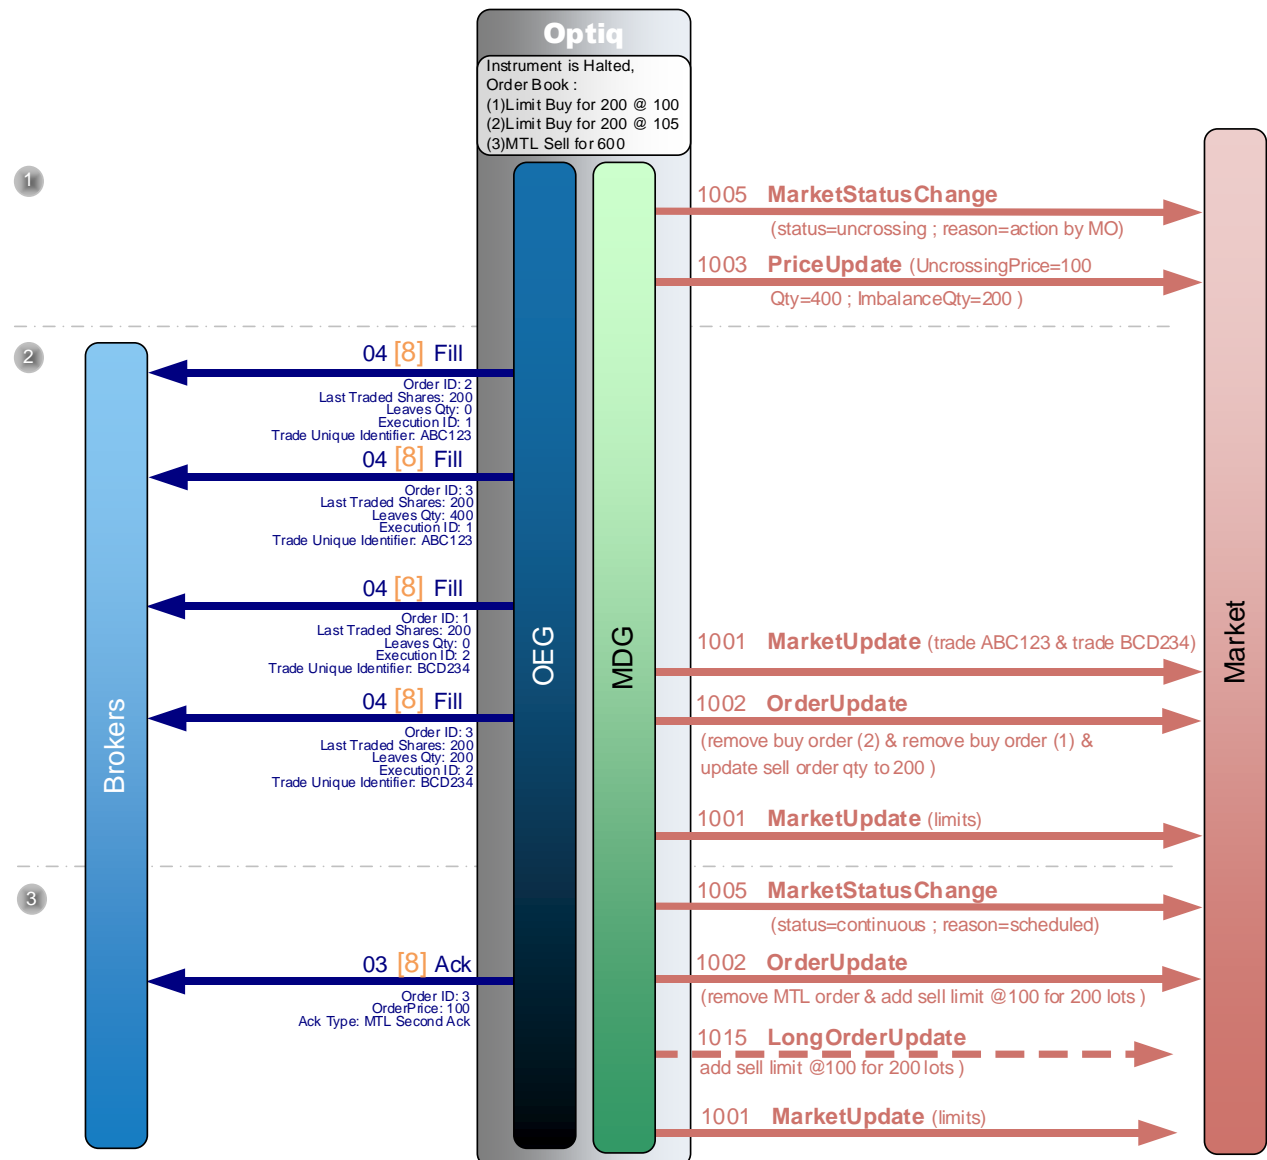 Optiq
Instrument is Halted,
Order Book :
(1)Limit Buy for 200 @ 100
(2)Limit Buy for 200 @ 105
(3)MTL Sell for 600
1
1005 MarketStatusChange
(status=uncrossing ; reason=action by MO)
1003 PriceUpdate (UncrossingPrice=100
Qty=400 ; ImbalanceQty=200 )
2
04 [8] Fill
Order ID: 2
Last Traded Shares: 200
Leaves Qty: 0
Execution ID: 1
Trade Unique Identifier: ABC123
04 [8] Fill
Order ID: 3
Last Traded Shares: 200
Leaves Qty: 400
Execution ID: 1
Trade Unique Identifier: ABC123
04 [8] Fill
Order ID: 1
Last Traded Shares: 200
Leaves Qty: 0
Execution ID: 2
Trade Unique Identifier: BCD234
04 [8] Fill
Order ID: 3
Last Traded Shares: 200
Leaves Qty: 200
Execution ID: 2
Trade Unique Identifier: BCD234
Brokers
OEG
MDG
Market
1001 MarketUpdate (trade ABC123 & trade BCD234)
1002 OrderUpdate
(remove buy order (2) & remove buy order (1) &
update sell order qty to 200 )
1001 MarketUpdate (limits)
3
1005 MarketStatusChange
(status=continuous ; reason=scheduled)
03 [8] Ack
Order ID: 3
OrderPrice: 100
Ack Type: MTL Second Ack
1002 OrderUpdate
(remove MTL order & add sell limit @100 for 200 lots )
1015 LongOrderUpdate
add sell limit @100 for 200 lots )
1001 MarketUpdate (limits)